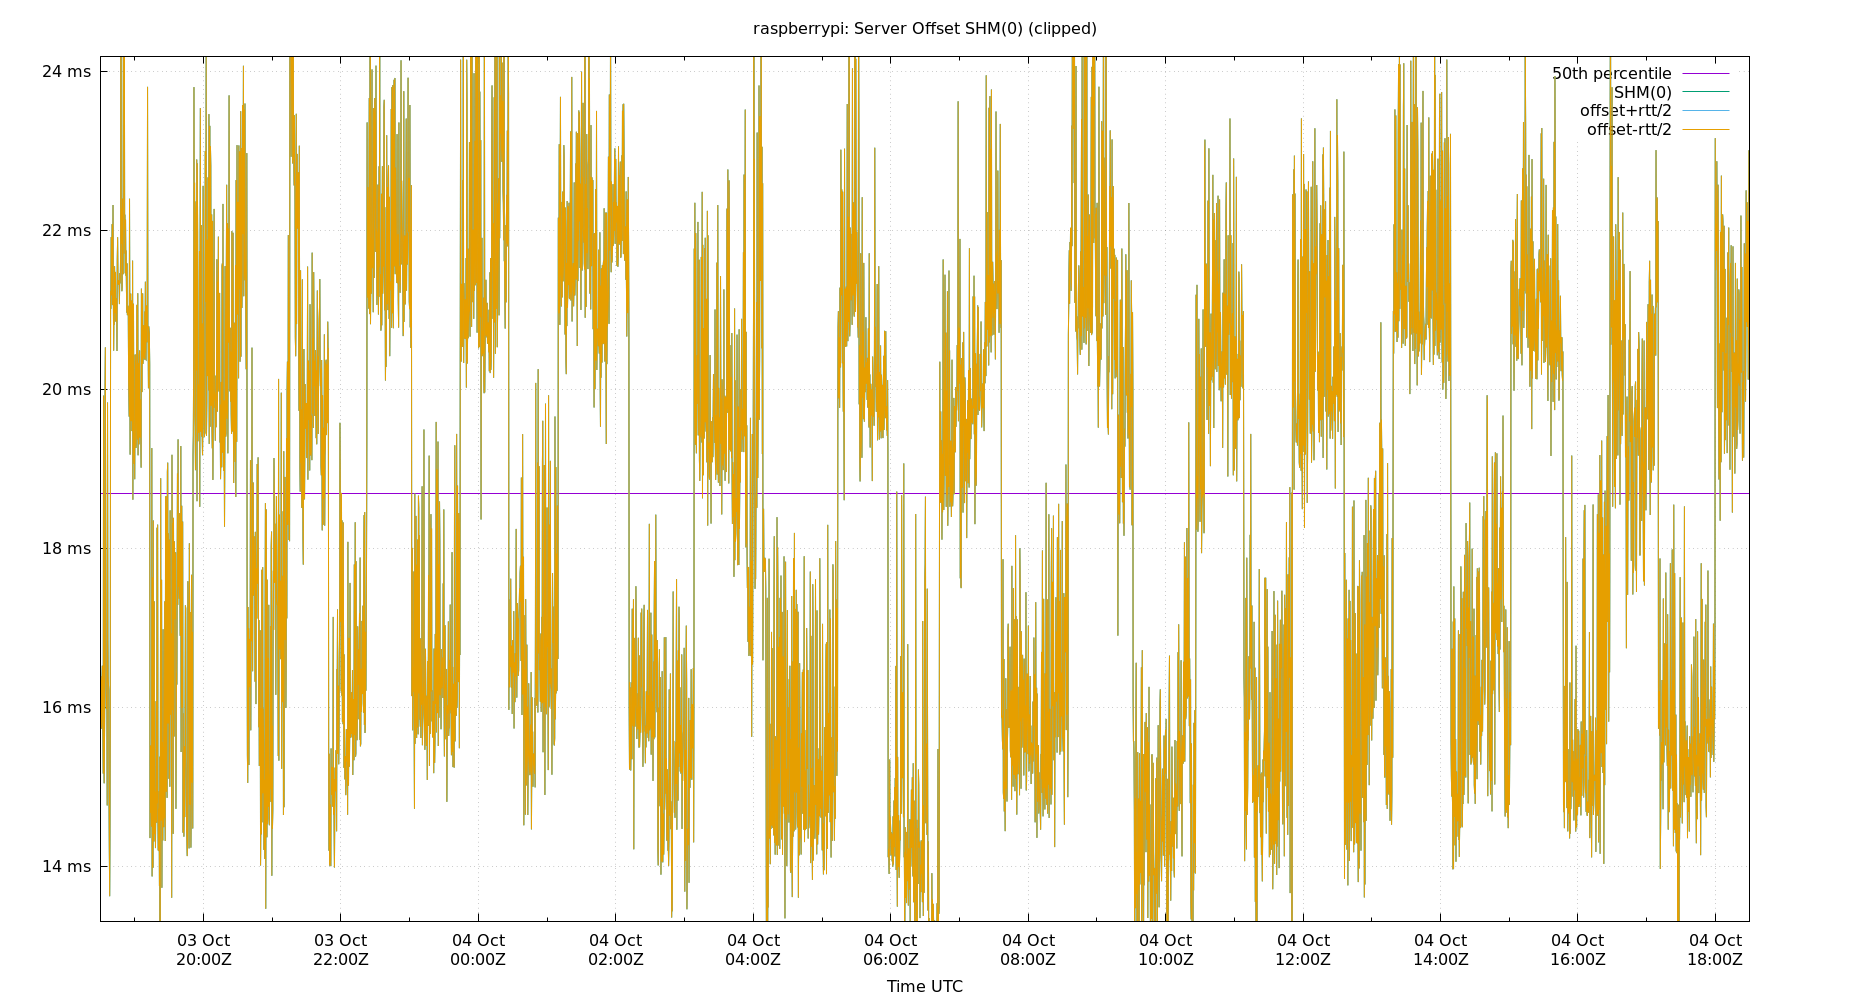 raspberrypi: Server Offset SHM(0) (clipped)
24 ms
22 ms
20 ms
18 ms
16 ms
14 ms
50th percentile
SHM(0)
offset+rtt/2
offset-rtt/2
03 Oct 20:00Z
03 Oct 22:00Z
04 Oct 00:00Z
04 Oct 02:00Z
04 Oct 04:00Z
04 Oct 06:00Z
04 Oct 08:00Z
04 Oct 10:00Z
04 Oct 12:00Z
04 Oct 14:00Z
04 Oct 16:00Z
04 Oct 18:00Z
Time UTC